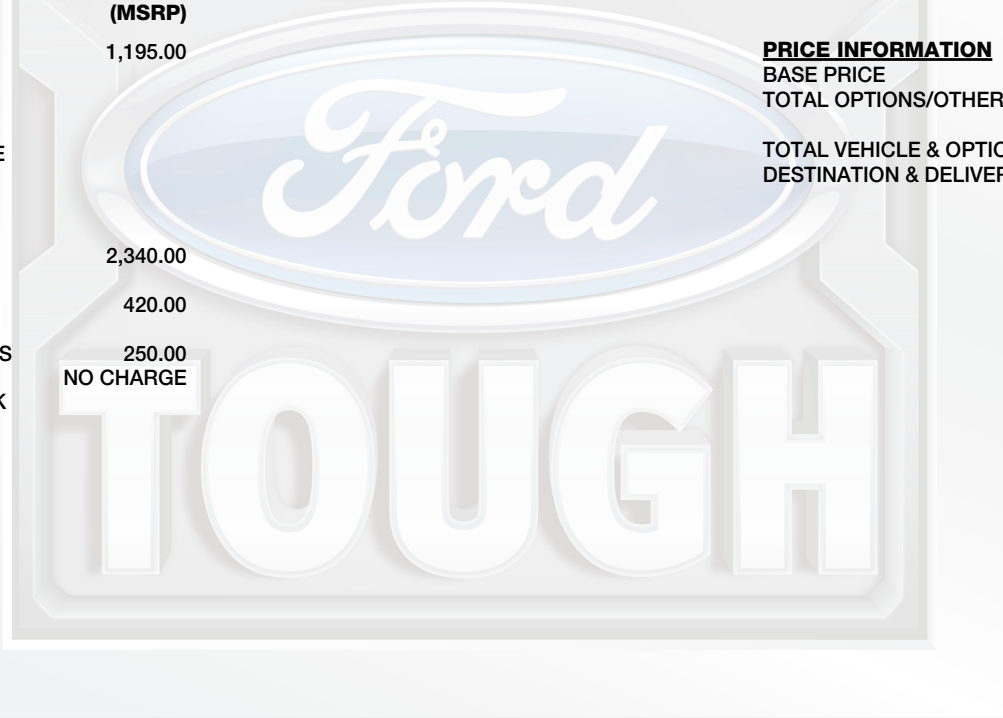 (MSRP)
1,195.00
E
2,340.00
420.00
S 250.00
NO CHARGE
K
PRICE INFORMATION
BASE PRICE
TOTAL OPTIONS/OTHER
TOTAL VEHICLE & OPTIO
DESTINATION & DELIVER
Ford
TOUGH